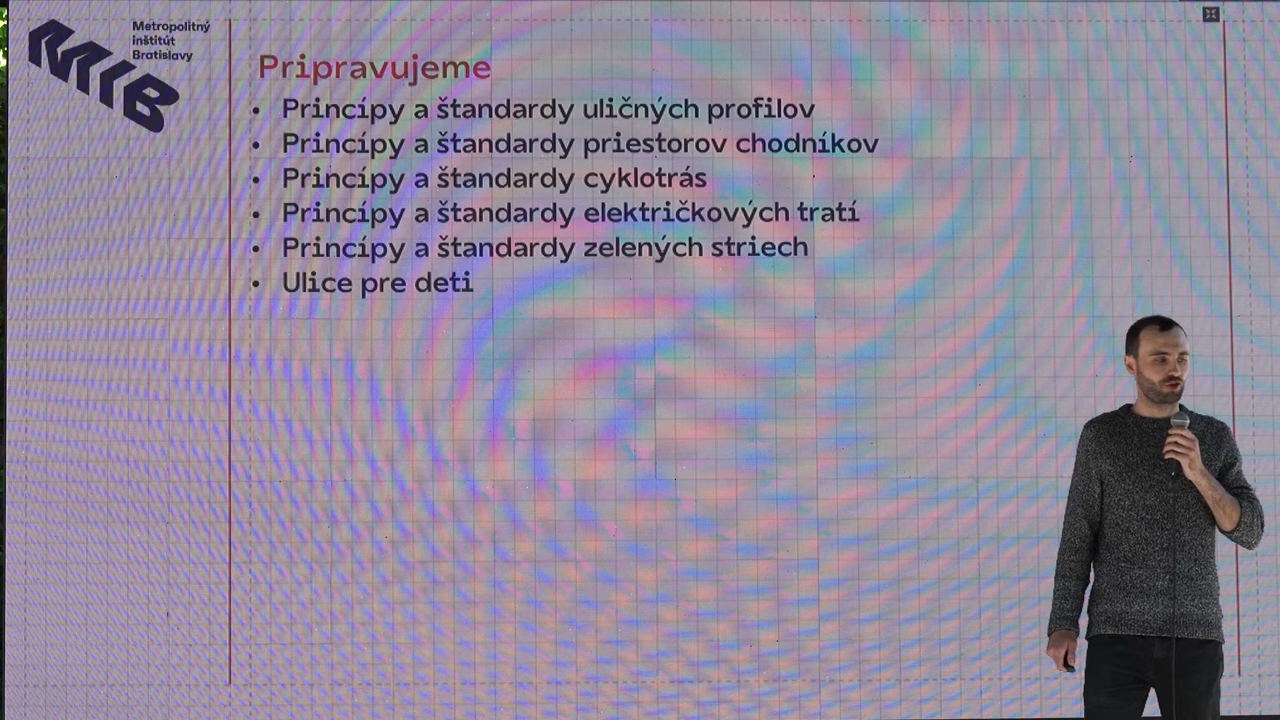 Metropolitný
inštitút
Bratislavy
MIB
Pripravujeme
• Princípy a štandardy uličných profilov
• Princípy a štandardy priestorov chodníkov
• Princípy a štandardy cyklotrás
• Princípy a štandardy električkových tratí
• Princípy a štandardy zelených striech
• Ulice pre deti